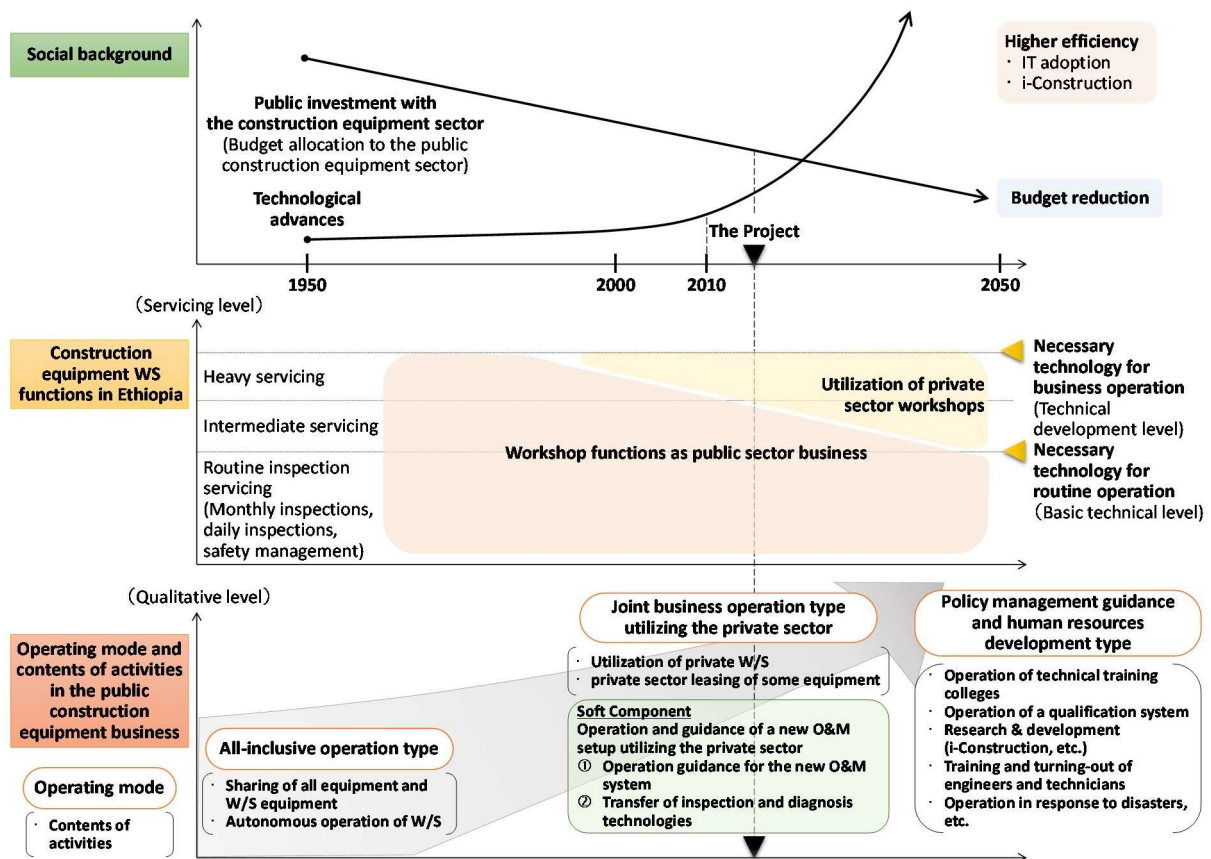 Social background
Public investment with
the construction equipment sector
(Budget allocation to the public
construction equipment sector)
Technological
advances
Higher efficiency
· IT adoption
· i-Construction
Budget reduction
The Project
1950
2000
2010
2050
(Servicing level)
Construction
equipment WS
functions in Ethiopia
Heavy servicing
Intermediate servicing
Routine inspection
servicing
(Monthly inspections,
daily inspections,
safety management)
Utilization of private
sector workshops
Workshop functions as public sector business
Necessary
technology for
business operation
(Technical
development level)
Necessary
technology for
routine operation
(Basic technical level)
(Qualitative level)
Operating mode and
contents of activities
in the public
construction
equipment business
Operating mode
· Contents of
activities
All-inclusive operation type
· Sharing of all equipment and
W/S equipment
· Autonomous operation of W/S
Joint business operation type
utilizing the private sector
· Utilization of private W/S
· private sector leasing of some equipment
Soft Component
Operation and guidance of a new O&M
setup utilizing the private sector
① Operation guidance for the new O&M
system
② Transfer of inspection and diagnosis
technologies
Policy management guidance
and human resources
development type
· Operation of technical training
colleges
· Operation of a qualification system
· Research & development
(i-Construction, etc.)
· Training and turning-out of
engineers and technicians
· Operation in response to disasters,
etc.